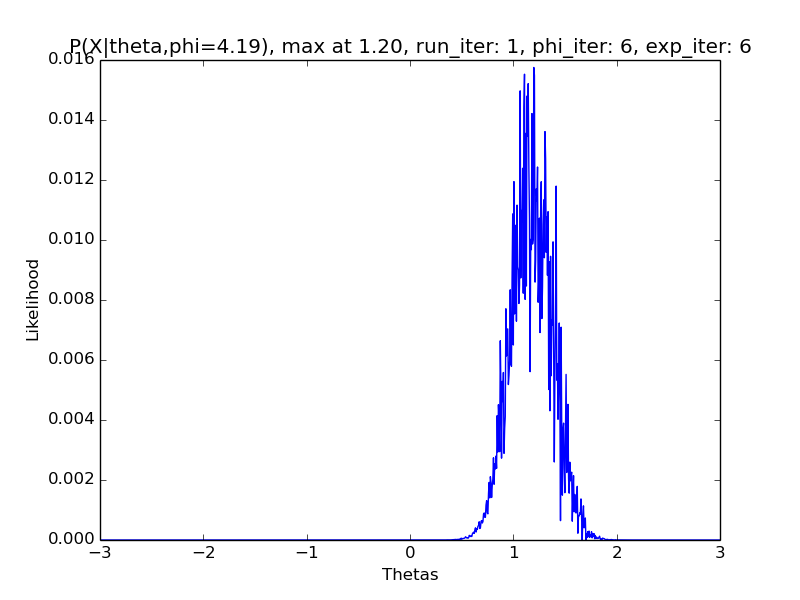 P(X|theta,phi=4.19), max at 1.20, run_iter: 1, phi_iter: 6, exp_iter: 6
0.016
0.014
0.012
0.010
0.008
0.006
0.004
0.002
0.000
Likelihood
−3 −2 −1 0 1 2 3
Thetas